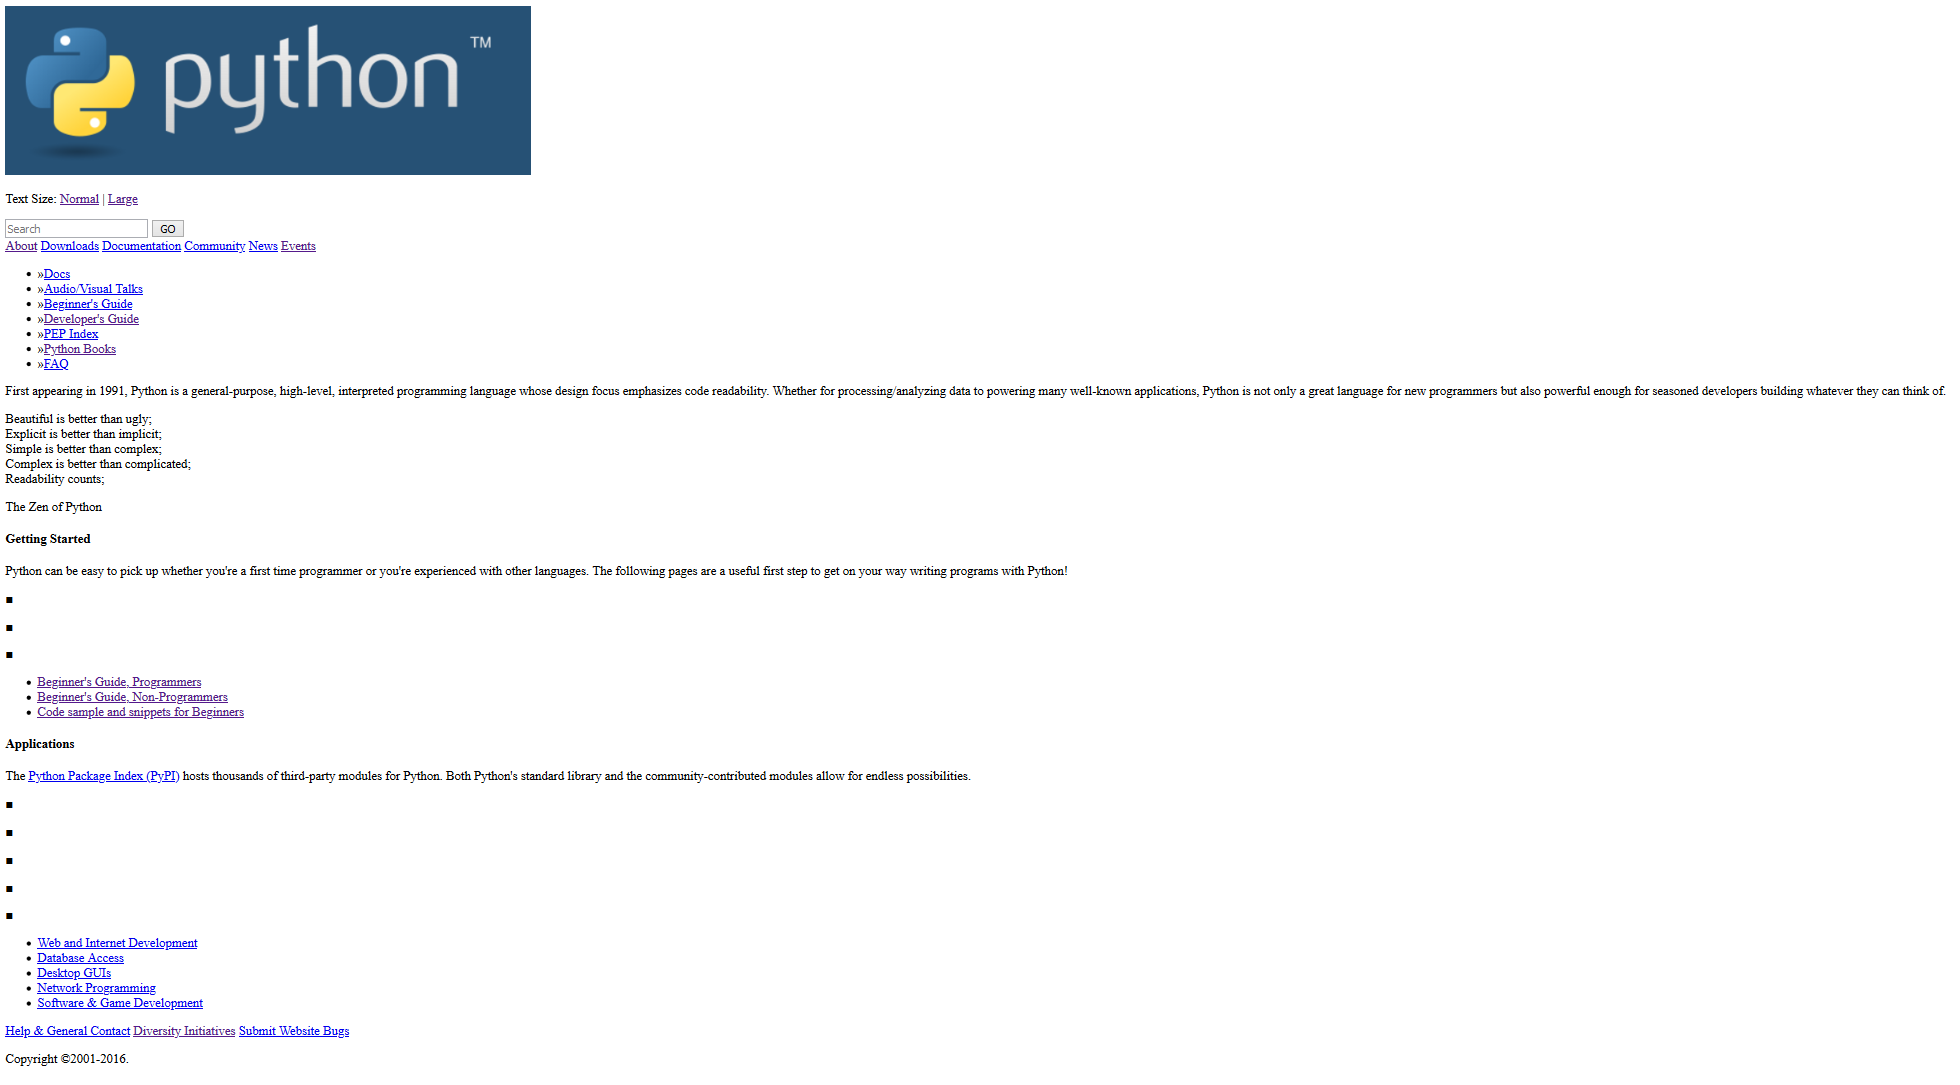 python TM
Text Size: Normal | Large
Search GO
About Downloads Documentation Community News Events
»Docs
»Audio/Visual Talks
»Beginner's Guide
»Developer's Guide
»PEP Index
»Python Books
»FAQ
First appearing in 1991, Python is a general-purpose, high-level, interpreted programming language whose design focus emphasizes code readability. Whether for processing/analyzing data to powering many well-known applications, Python is not only a great language for new programmers but also powerful enough for seasoned developers building whatever they can think of.
Beautiful is better than ugly;
Explicit is better than implicit;
Simple is better than complex;
Complex is better than complicated;
Readability counts;
The Zen of Python
Getting Started
Python can be easy to pick up whether you're a first time programmer or you're experienced with other languages. The following pages are a useful first step to get on your way writing programs with Python!
Beginner's Guide, Programmers
Beginner's Guide, Non-Programmers
Code sample and snippets for Beginners
Applications
The Python Package Index (PyPI) hosts thousands of third-party modules for Python. Both Python's standard library and the community-contributed modules allow for endless possibilities.
Web and Internet Development
Database Access
Desktop GUIs
Network Programming
Software & Game Development
Help & General Contact Diversity Initiatives Submit Website Bugs
Copyright ©2001-2016.